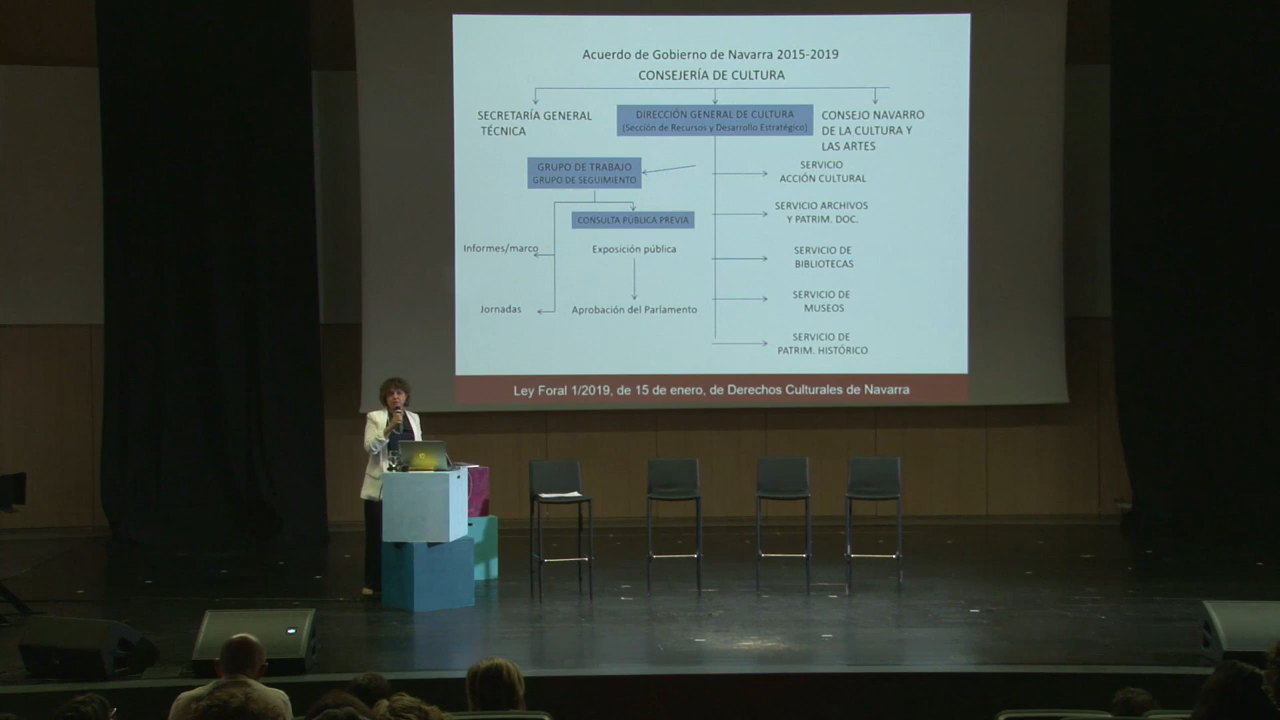 Acuerdo de Gobierno de Navarra 2015-2019
CONSEJERÍA DE CULTURA
SECRETARÍA GENERAL
TÉCNICA
DIRECCIÓN GENERAL DE CULTURA
(Sección de Recursos y Desarrollo Estratégico)
CONSEJO NAVARRO
DE LA CULTURA Y
LAS ARTES
GRUPO DE TRABAJO
GRUPO DE SEGUIMIENTO
SERVICIO
ACCIÓN CULTURAL
CONSULTA PÚBLICA PREVIA
SERVICIO ARCHIVOS
Y PATRIM. DOC.
Informes/marco
Exposición pública
SERVICIO DE
BIBLIOTECAS
Jornadas
Aprobación del Parlamento
SERVICIO DE
MUSEOS
SERVICIO DE
PATRIM. HISTÓRICO
Ley Foral 1/2019, de 15 de enero, de Derechos Culturales de Navarra